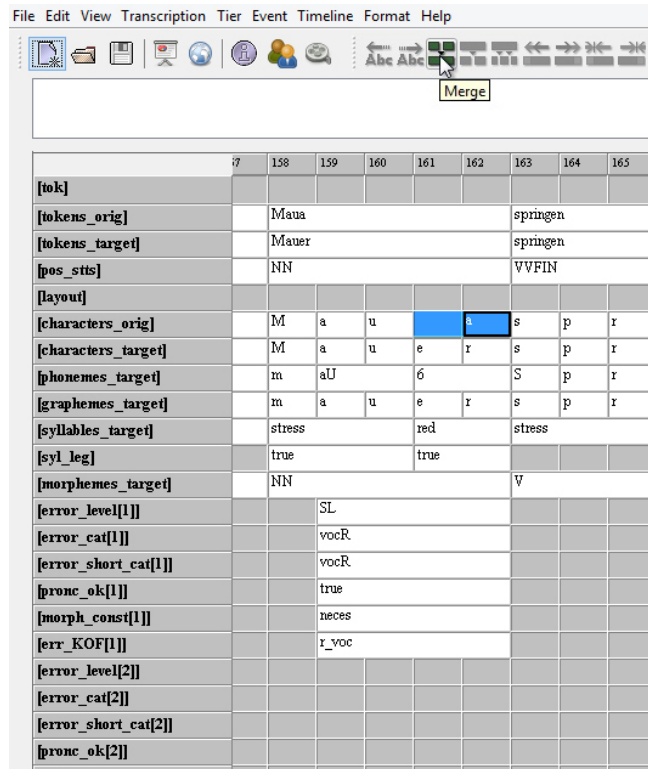 File Edit View Transcription Tier Event Timeline Format Help
Abc Abc
Merge
57 158 159 160 161 162 163 164 165
[tok]
[tokens_orig] Maua springen
[tokens_target] Mauer springen
[pos_stts] NN VVFIN
[layout]
[characters_orig] M a u a s p r
[characters_target] M a u e r s p r
[phonemes_target] m aU 6 S p r
[graphemes_target] m a u e r s p r
[syllables_target] stress red stress
[syl_leg] true true
[morphemes_target] NN V
[error_level[1]] SL
[error_cat[1]] vocR
[error_short_cat[1]] vocR
[pronc_ok[1]] true
[morph_const[1]] neces
[err_KOF[1]] r_voc
[error_level[2]]
[error_cat[2]]
[error_short_cat[2]]
[pronc_ok[2]]